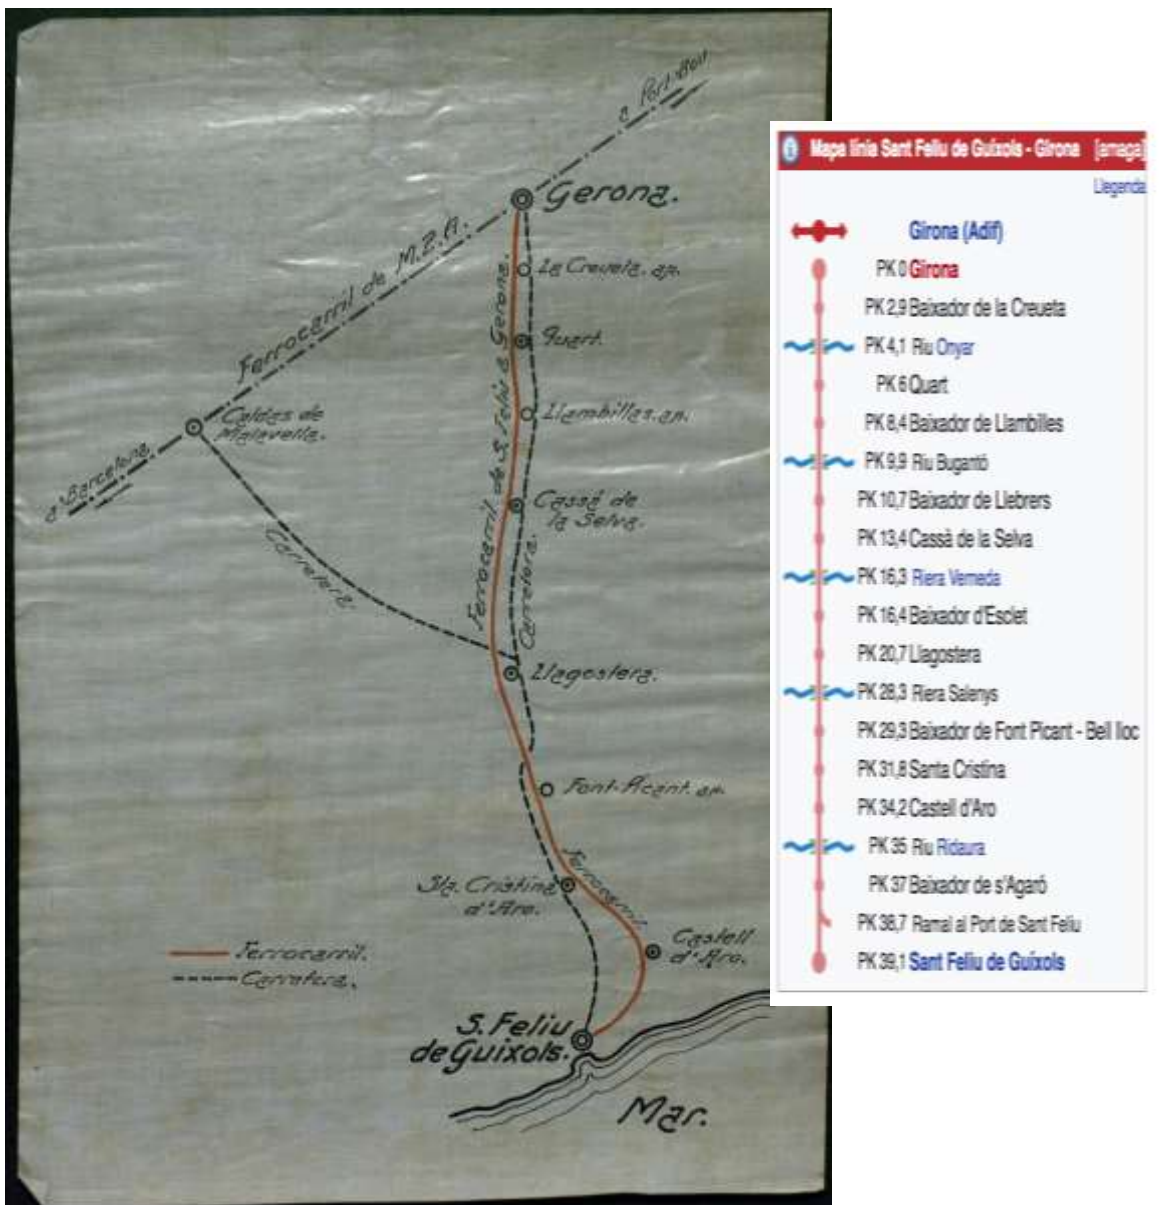 a Port-Bou
Gerona.
Ferrocarril de M.Z.A.
La Creueta. ap.
Ferrocarril de S. Feliu a Gerona.
Quart.
Llambillas. ap.
Caldas de
Malavella.
a Barcelona
Cassá de
la Selva.
Carretera.
Carretera.
Llagostera.
Font-Picant. ap.
Ferrocarril
Sta. Cristina
d'Aro.
Castell
d'Aro.
Ferrocarril.
Carretera.
S. Feliu
de Guixols.
Mar.
Mapa línia Sant Feliu de Guíxols - Girona [amaga]
Llegenda
Girona (Adif)
PK 0 Girona
PK 2,9 Baixador de la Creueta
PK 4,1 Riu Onyar
PK 6 Quart
PK 8,4 Baixador de Llambilles
PK 9,9 Riu Bugantó
PK 10,7 Baixador de Llebrers
PK 13,4 Cassà de la Selva
PK 16,3 Riera Verneda
PK 16,4 Baixador d'Esclet
PK 20,7 Llagostera
PK 28,3 Riera Salenys
PK 29,3 Baixador de Font Picant - Bell lloc
PK 31,8 Santa Cristina
PK 34,2 Castell d'Aro
PK 35 Riu Ridaura
PK 37 Baixador de s'Agaró
PK 38,7 Ramal al Port de Sant Feliu
PK 39,1 Sant Feliu de Guíxols